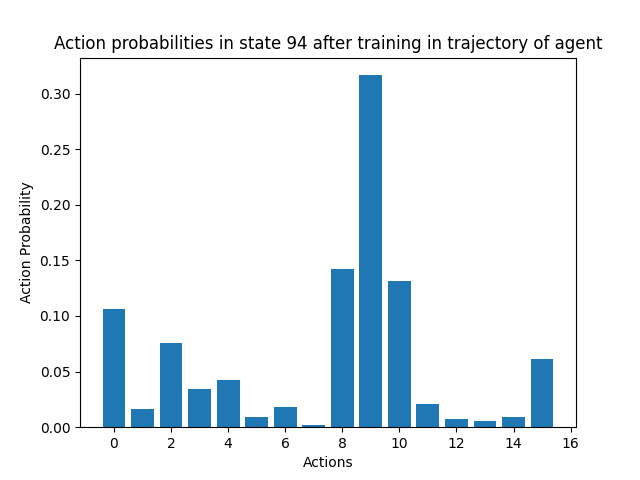 Action probabilities in state 94 after training in trajectory of agent
0.30
0.25
0.20
0.15
0.10
0.05
0.00
Action Probability
0 2 4 6 8 10 12 14 16
Actions